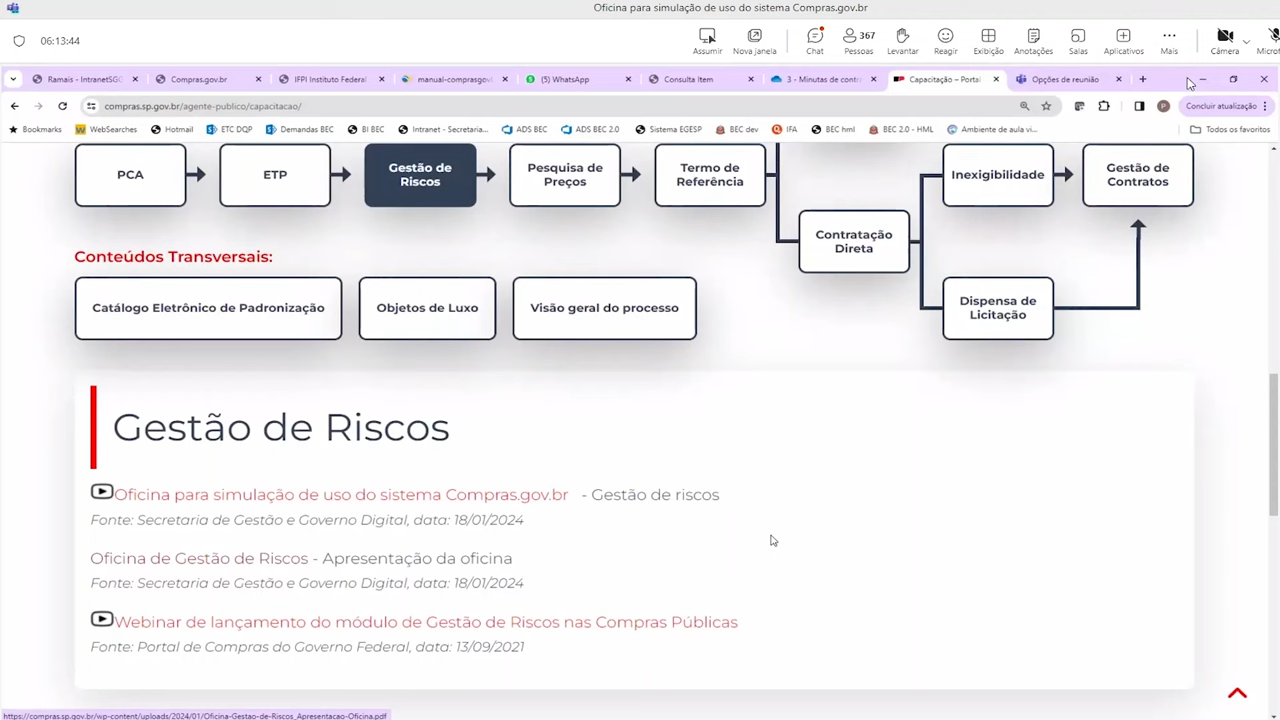 Oficina para simulação de uso do sistema Compras.gov.br
06:13:44
Assumir
Nova janela
Chat
367
Pessoas
Levantar
Reagir
Exibição
Anotações
Salas
Aplicativos
Mais
Câmera
Ramais - IntranetSGC
Compras.gov.br
IFPI Instituto Federal
manual-comprasgov
(5) WhatsApp
Consulta Item
3 - Minutas de cont
Capacitação – Portal
Opções de reunião
compras.sp.gov.br/agente-publico/capacitacao/
P
Concluir atualização
Bookmarks
WebSearches
Hotmail
ETC DQP
Demandas BEC
BI BEC
Intranet - Secretaria...
ADS BEC
ADS BEC 2.0
Sistema EGESP
BEC dev
IFA
BEC hml
BEC 2.0 - HML
Ambiente de aula vi...
Todos os favoritos
PCA
ETP
Gestão de
Riscos
Pesquisa de
Preços
Termo de
Referência
Inexigibilidade
Gestão de
Contratos
Contratação
Direta
Dispensa de
Licitação
Conteúdos Transversais:
Catálogo Eletrônico de Padronização
Objetos de Luxo
Visão geral do processo
Gestão de Riscos
Oficina para simulação de uso do sistema Compras.gov.br - Gestão de riscos
Fonte: Secretaria de Gestão e Governo Digital, data: 18/01/2024
Oficina de Gestão de Riscos - Apresentação da oficina
Fonte: Secretaria de Gestão e Governo Digital, data: 18/01/2024
Webinar de lançamento do módulo de Gestão de Riscos nas Compras Públicas
Fonte: Portal de Compras do Governo Federal, data: 13/09/2021
https://compras.sp.gov.br/wp-content/uploads/2024/01/Oficina-Gestao-de-Riscos_Apresentacao-Oficina.pdf